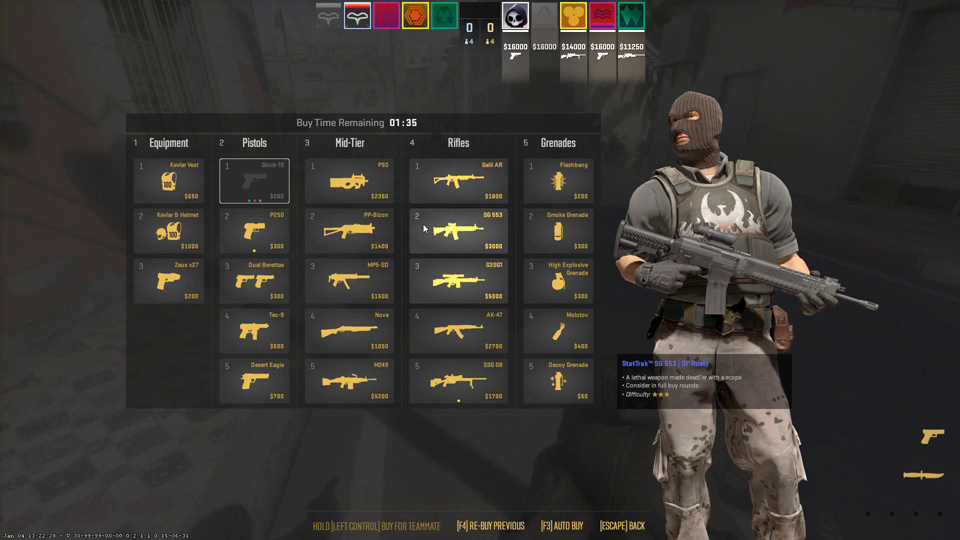 0 0
4 4
$16000 $16000 $14000 $16000 $11250
Buy Time Remaining 01:35
1 Equipment
1 Kevlar Vest
100
$650
2 Kevlar & Helmet
100
$1000
3 Zeus x27
$200
2 Pistols
1 Glock-18
$200
2 P250
$300
3 Dual Berettas
$300
4 Tec-9
$500
5 Desert Eagle
$700
3 Mid-Tier
1 P90
$2350
2 PP-Bizon
$1400
3 MP5-SD
$1500
4 Nova
$1050
5 M249
$5200
4 Rifles
1 Galil AR
$1800
2 SG 553
$3000
3 G3SG1
$5000
4 AK-47
$2700
5 SSG 08
$1700
5 Grenades
1 Flashbang
$200
2 Smoke Grenade
$300
3 High Explosive
Grenade
$300
4 Molotov
$400
5 Decoy Grenade
$50
• A lethal weapon made deadlier with a scope
• Consider in full buy rounds
• Difficulty: ★★★
HOLD [LEFT CONTROL] BUY FOR TEAMMATE [F4] RE-BUY PREVIOUS [F3] AUTO BUY [ESCAPE] BACK